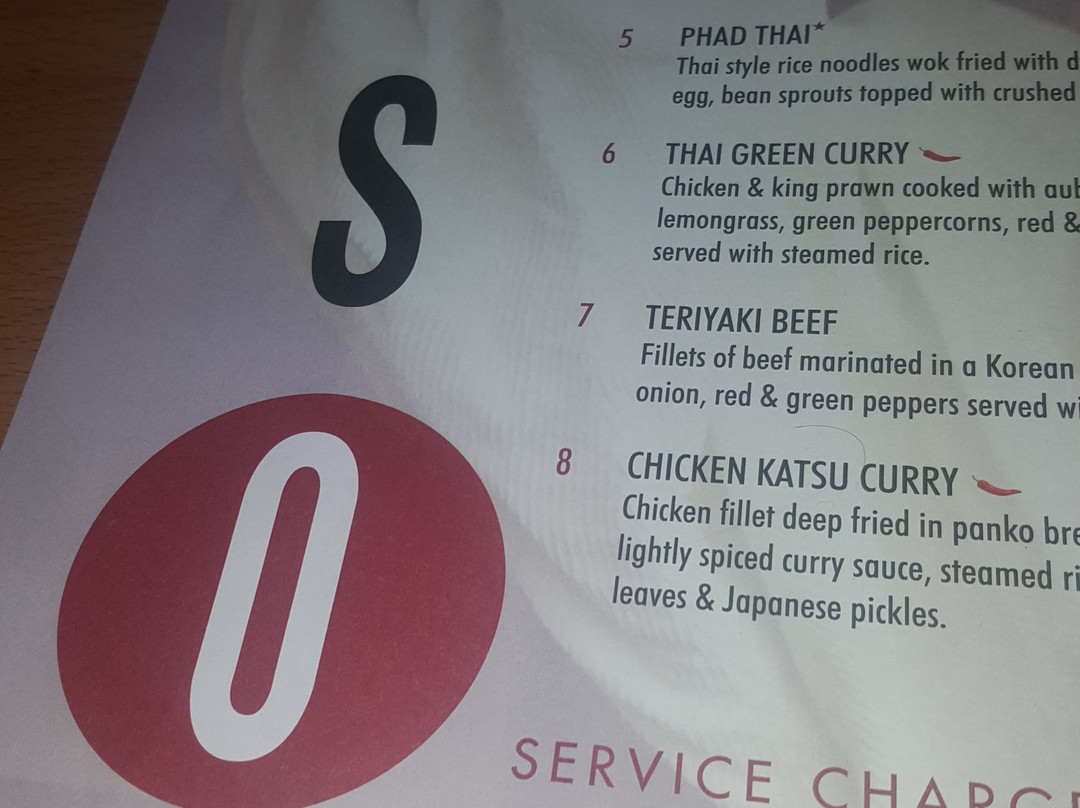 S
O
5 PHAD THAI*
Thai style rice noodles wok fried with
egg, bean sprouts topped with crushed
6 THAI GREEN CURRY
Chicken & king prawn cooked with
lemongrass, green peppercorns, red &
served with steamed rice.
7 TERIYAKI BEEF
Fillets of beef marinated in a Korean
onion, red & green peppers served
8 CHICKEN KATSU CURRY
Chicken fillet deep fried in panko
lightly spiced curry sauce, steamed
leaves & Japanese pickles.
SERVICE